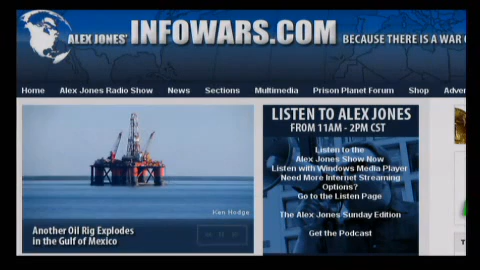 ALEX JONES' INFOWARS.COM BECAUSE THERE IS A WAR
Home Alex Jones Radio Show News Sections Multimedia Prison Planet Forum Shop Adver
Ken Hodge
Another Oil Rig Explodes
in the Gulf of Mexico
LISTEN TO ALEX JONES
FROM 11AM - 2PM CST
Listen to the
Alex Jones Show Now
Listen with Windows Media Player
Need More Internet Streaming
Options?
Go to the Listen Page
The Alex Jones Sunday Edition
Get the Podcast